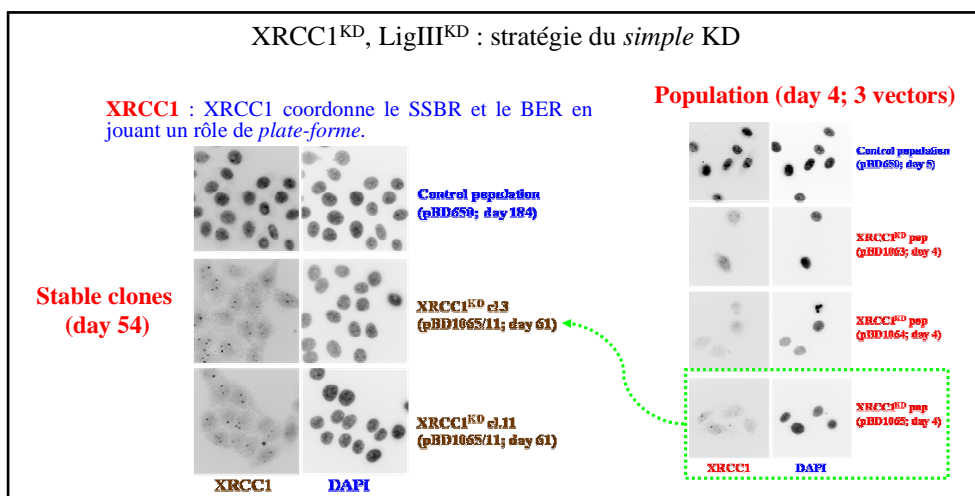 XRCC1KD, LigIIIKD : stratégie du simple KD
XRCC1 : XRCC1 coordonne le SSBR et le BER en
jouant un rôle de plate-forme.
Control population
(pBD650; day 184)
Stable clones
(day 54)
XRCC1KD cl.3
(pBD1065/11; day 61)
XRCC1KD cl.11
(pBD1065/11; day 61)
XRCC1
DAPI
Population (day 4; 3 vectors)
Control population
(pBD650; day 5)
XRCC1KD pop
(pBD1063; day 4)
XRCC1KD pop
(pBD1064; day 4)
XRCC1KD pop
(pBD1065; day 4)
XRCC1
DAPI